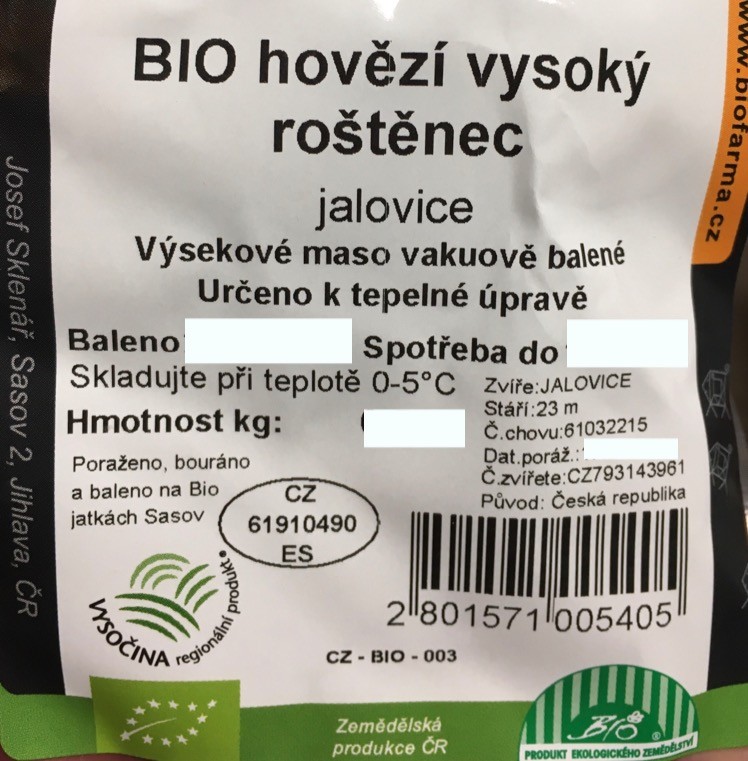 BIO hovězí vysoký
roštěnec
jalovice
Výsekové maso vakuově balené
Určeno k tepelné úpravě
Baleno
Spotřeba do
Skladujte při teplotě 0-5°C
Hmotnost kg:
Zvíře:JALOVICE
Stáří:23 m
Č.chovu:61032215
Dat.poráž.:
Č.zvířete:CZ793143961
Původ: Česká republika
Poraženo, bouráno
a baleno na Bio
jatkách Sasov
CZ
61910490
ES
2 801571 005405
VYSOČINA regionální produkt
CZ - BIO - 003
Zemědělská
produkce ČR
BIO
PRODUKT EKOLOGICKÉHO ZEMĚDĚLSTVÍ
Josef Sklenář, Sasov 2, Jihlava, ČR
www.biofarma.cz